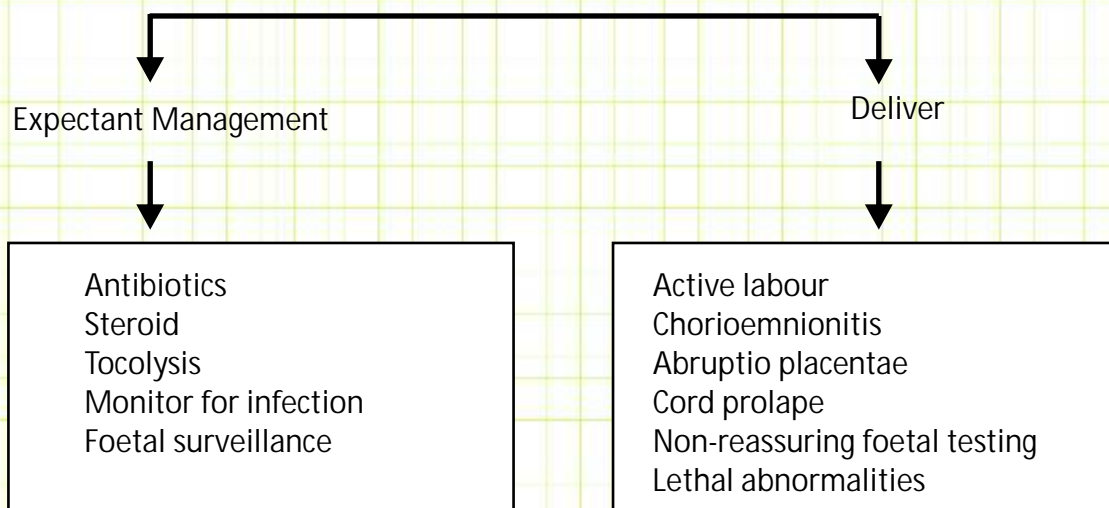 Expectant Management
Deliver
Antibiotics
Steroid
Tocolysis
Monitor for infection
Foetal surveillance
Active labour
Chorioemnionitis
Abruptio placentae
Cord prolape
Non-reassuring foetal testing
Lethal abnormalities